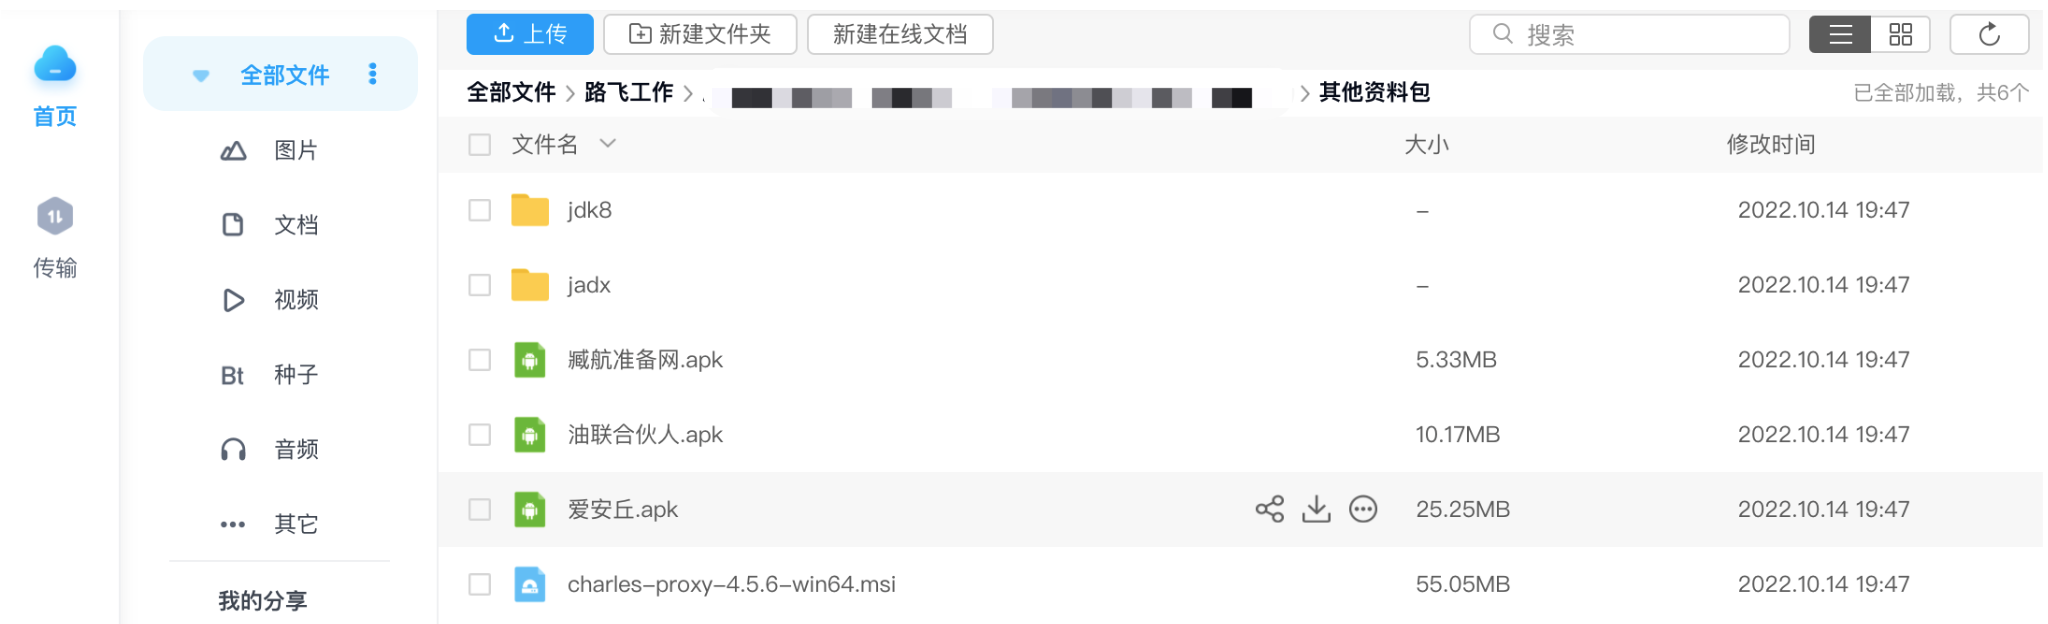 上传 新建文件夹 新建在线文档 搜索
首页
传输
全部文件
图片
文档
视频
Bt 种子
音频
其它
我的分享
全部文件 > 路飞工作 > > 其他资料包 已全部加载，共6个
文件名 大小 修改时间
jdk8 – 2022.10.14 19:47
jadx – 2022.10.14 19:47
臧航准备网.apk 5.33MB 2022.10.14 19:47
油联合伙人.apk 10.17MB 2022.10.14 19:47
爱安丘.apk 25.25MB 2022.10.14 19:47
charles-proxy-4.5.6-win64.msi 55.05MB 2022.10.14 19:47